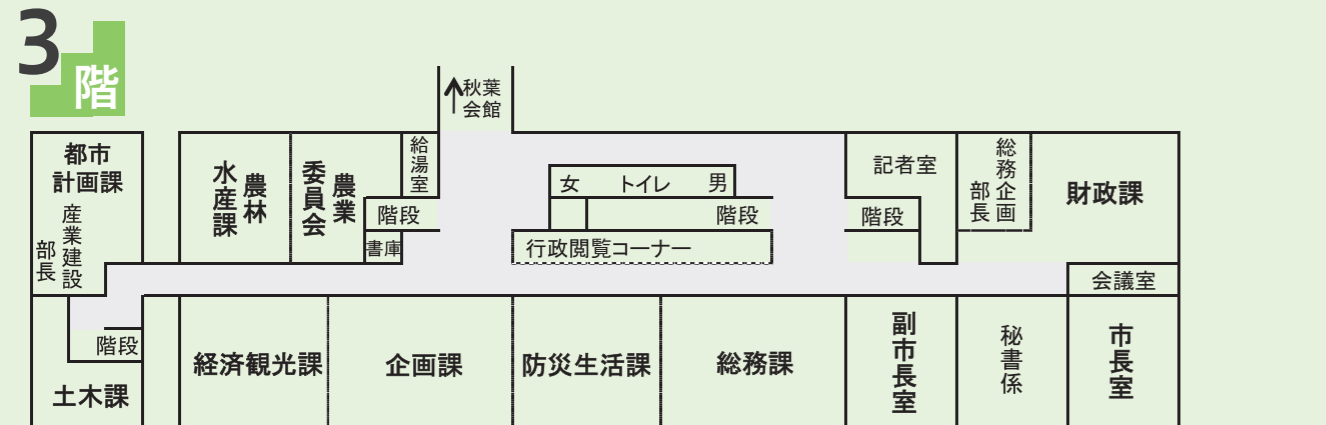 3階
↑秋葉
会館
都市
計画課
産業建設
部長
農林
水産課
農業
委員会
給湯室
階段
書庫
女 トイレ 男
階段
行政閲覧コーナー
記者室
階段
総務企画
部長
財政課
会議室
階段
土木課
経済観光課
企画課
防災生活課
総務課
副市長室
秘書係
市長室